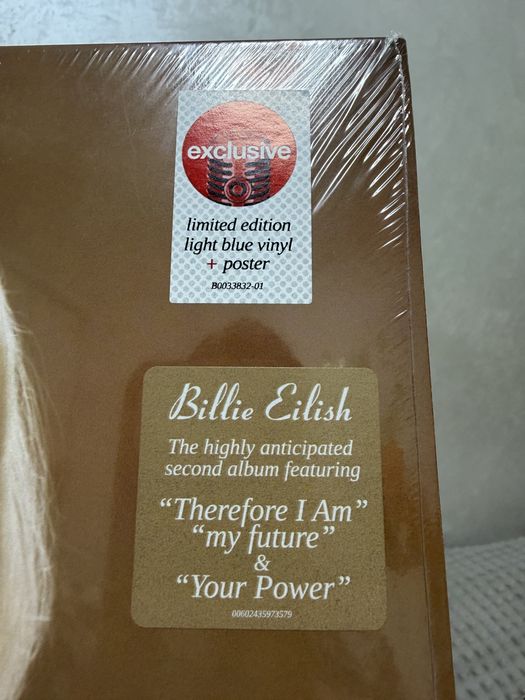 exclusive
limited edition
light blue vinyl
+ poster
B0033832-01
Billie Eilish
The highly anticipated
second album featuring
“Therefore I Am”
“my future”
&
“Your Power”
00602435973579